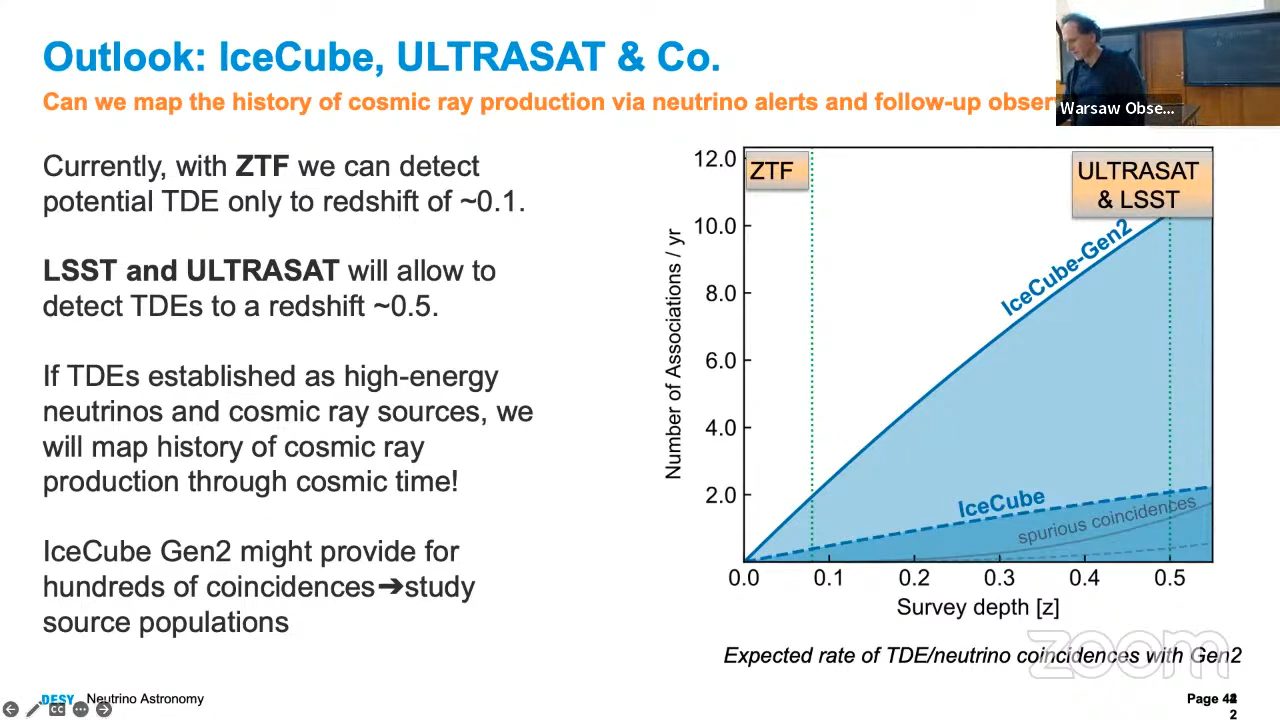 Outlook: IceCube, ULTRASAT & Co.
Can we map the history of cosmic ray production via neutrino alerts and follow-up obser
Warsaw Obse...
Currently, with ZTF we can detect
potential TDE only to redshift of ~0.1.
LSST and ULTRASAT will allow to
detect TDEs to a redshift ~0.5.
If TDEs established as high-energy
neutrinos and cosmic ray sources, we
will map history of cosmic ray
production through cosmic time!
IceCube Gen2 might provide for
hundreds of coincidences➔study
source populations
Number of Associations / yr
12.0
10.0
8.0
6.0
4.0
2.0
ZTF
ULTRASAT
& LSST
IceCube-Gen2
IceCube
spurious coincidences
0.0
0.1
0.2
0.3
0.4
0.5
Survey depth [z]
Expected rate of TDE/neutrino coincidences with Gen2
zoom
DESY
Neutrino Astronomy
Page 4
2